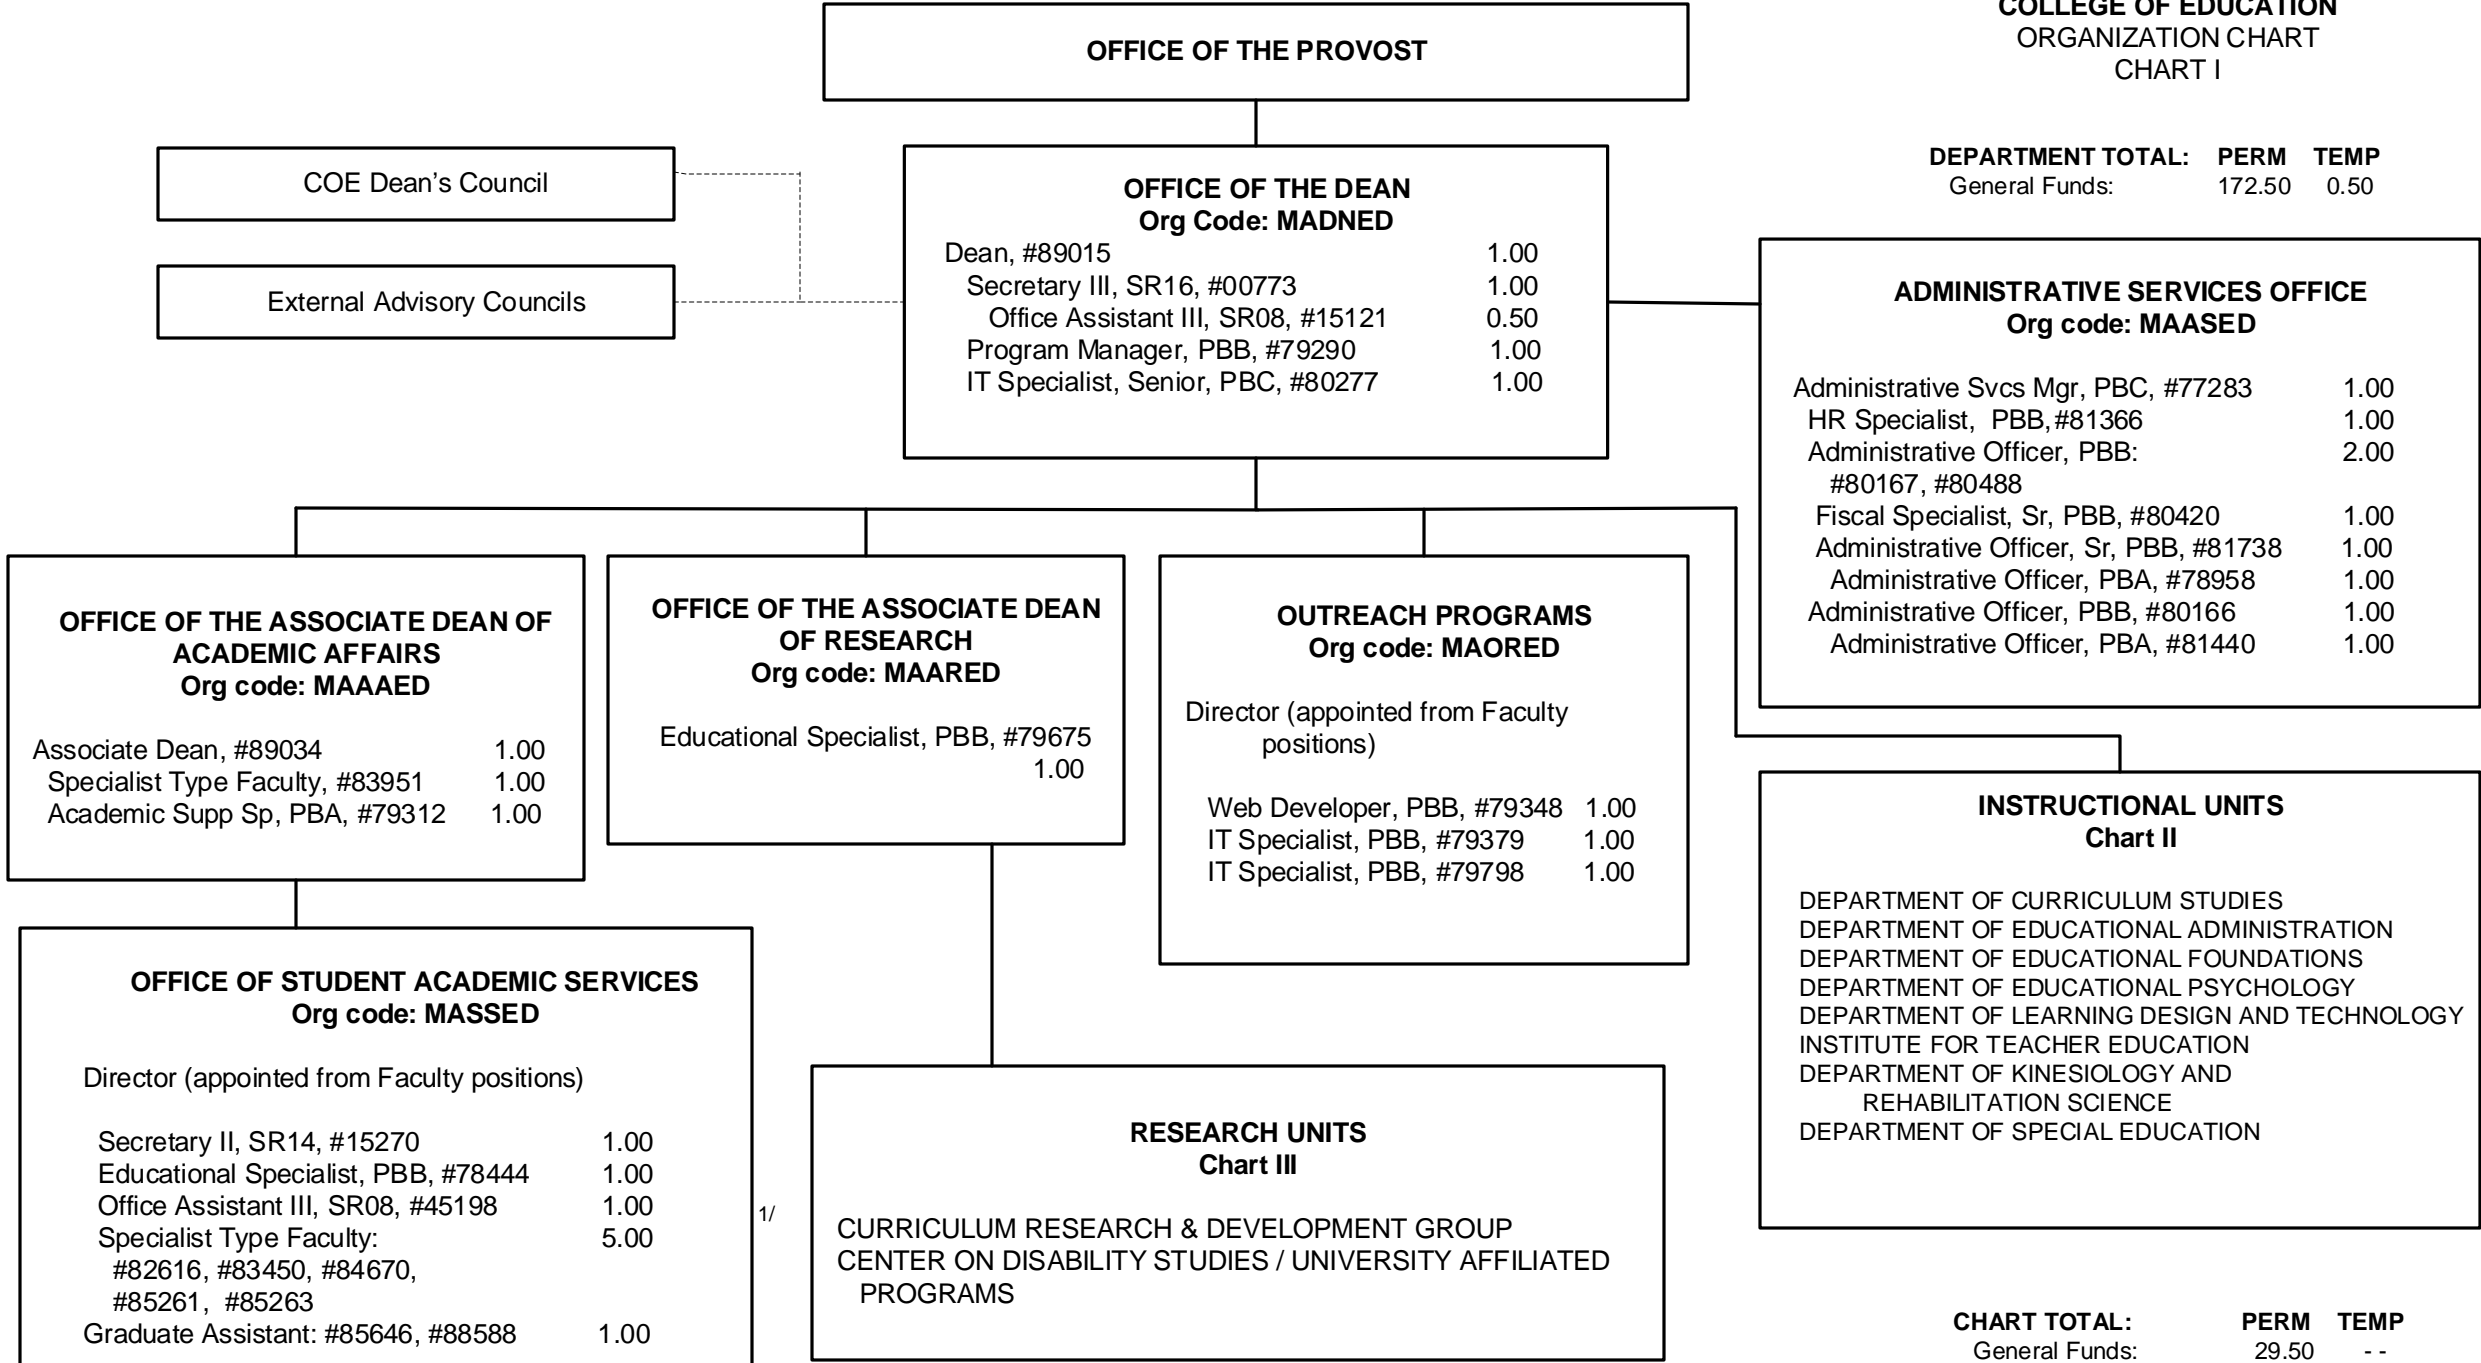 COLLEGE OF EDUCATION
ORGANIZATION CHART
CHART I
DEPARTMENT TOTAL: PERM TEMP
General Funds: 172.50 0.50
OFFICE OF THE PROVOST
COE Dean’s Council
External Advisory Councils
OFFICE OF THE DEAN
Org Code: MADNED
Dean, #89015 1.00
Secretary III, SR16, #00773 1.00
Office Assistant III, SR08, #15121 0.50
Program Manager, PBB, #79290 1.00
IT Specialist, Senior, PBC, #80277 1.00
ADMINISTRATIVE SERVICES OFFICE
Org code: MAASED
Administrative Svcs Mgr, PBC, #77283 1.00
HR Specialist, PBB,#81366 1.00
Administrative Officer, PBB: 2.00
#80167, #80488
Fiscal Specialist, Sr, PBB, #80420 1.00
Administrative Officer, Sr, PBB, #81738 1.00
Administrative Officer, PBA, #78958 1.00
Administrative Officer, PBB, #80166 1.00
Administrative Officer, PBA, #81440 1.00
OFFICE OF THE ASSOCIATE DEAN OF
ACADEMIC AFFAIRS
Org code: MAAAED
Associate Dean, #89034 1.00
Specialist Type Faculty, #83951 1.00
Academic Supp Sp, PBA, #79312 1.00
OFFICE OF THE ASSOCIATE DEAN
OF RESEARCH
Org code: MAARED
Educational Specialist, PBB, #79675
1.00
OUTREACH PROGRAMS
Org code: MAORED
Director (appointed from Faculty
positions)
Web Developer, PBB, #79348 1.00
IT Specialist, PBB, #79379 1.00
IT Specialist, PBB, #79798 1.00
INSTRUCTIONAL UNITS
Chart II
DEPARTMENT OF CURRICULUM STUDIES
DEPARTMENT OF EDUCATIONAL ADMINISTRATION
DEPARTMENT OF EDUCATIONAL FOUNDATIONS
DEPARTMENT OF EDUCATIONAL PSYCHOLOGY
DEPARTMENT OF LEARNING DESIGN AND TECHNOLOGY
INSTITUTE FOR TEACHER EDUCATION
DEPARTMENT OF KINESIOLOGY AND
REHABILITATION SCIENCE
DEPARTMENT OF SPECIAL EDUCATION
OFFICE OF STUDENT ACADEMIC SERVICES
Org code: MASSED
Director (appointed from Faculty positions)
Secretary II, SR14, #15270 1.00
Educational Specialist, PBB, #78444 1.00
Office Assistant III, SR08, #45198 1.00
Specialist Type Faculty: 5.00
#82616, #83450, #84670,
#85261, #85263
Graduate Assistant: #85646, #88588 1.00
1/
RESEARCH UNITS
Chart III
CURRICULUM RESEARCH & DEVELOPMENT GROUP
CENTER ON DISABILITY STUDIES / UNIVERSITY AFFILIATED
PROGRAMS
CHART TOTAL: PERM TEMP
General Funds: 29.50 - -